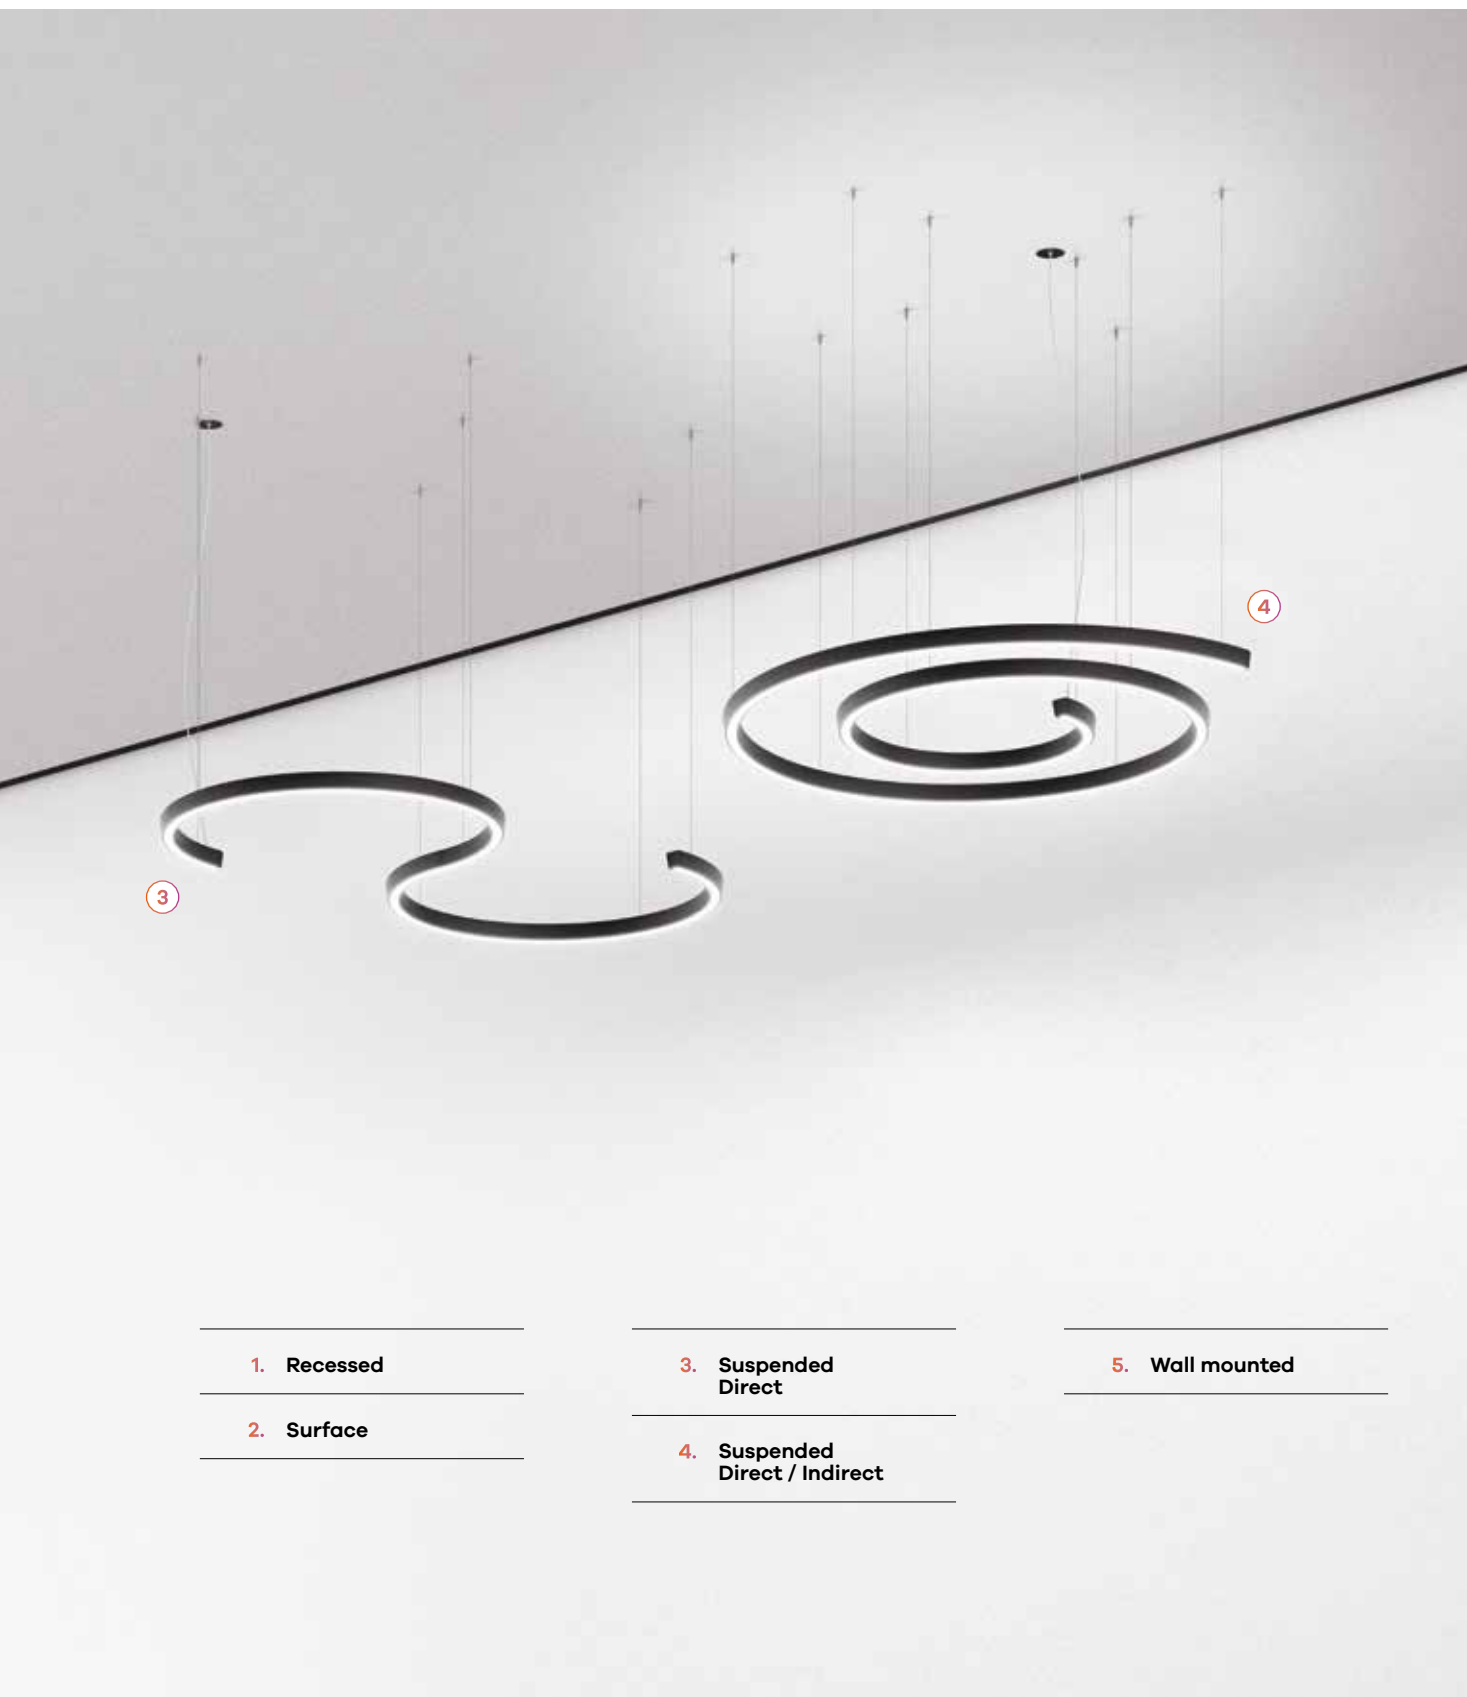 4
3
1. Recessed
2. Surface
3. Suspended
Direct
4. Suspended
Direct / Indirect
5. Wall mounted